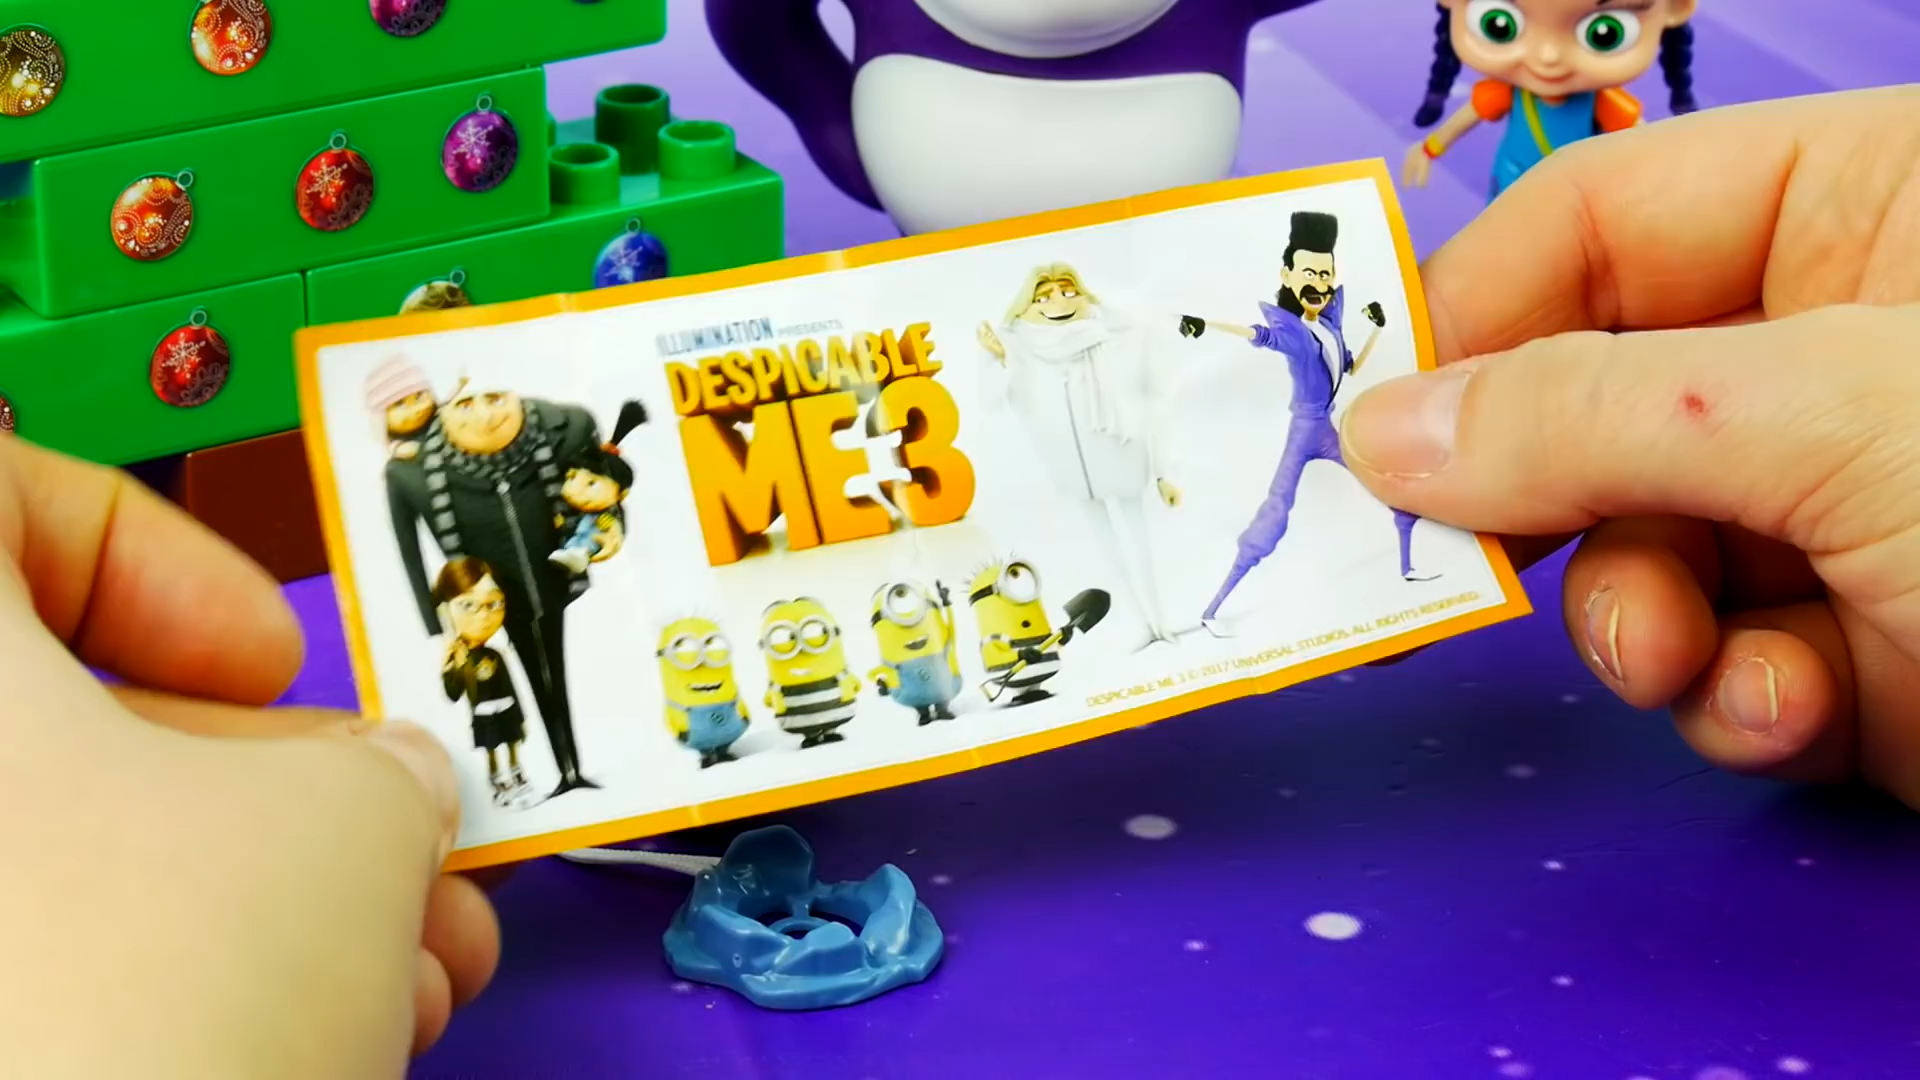 ILLUMINATION PRESENTS
DESPICABLE
ME 3
DESPICABLE ME 3 © 2017 UNIVERSAL STUDIOS. ALL RIGHTS RESERVED.